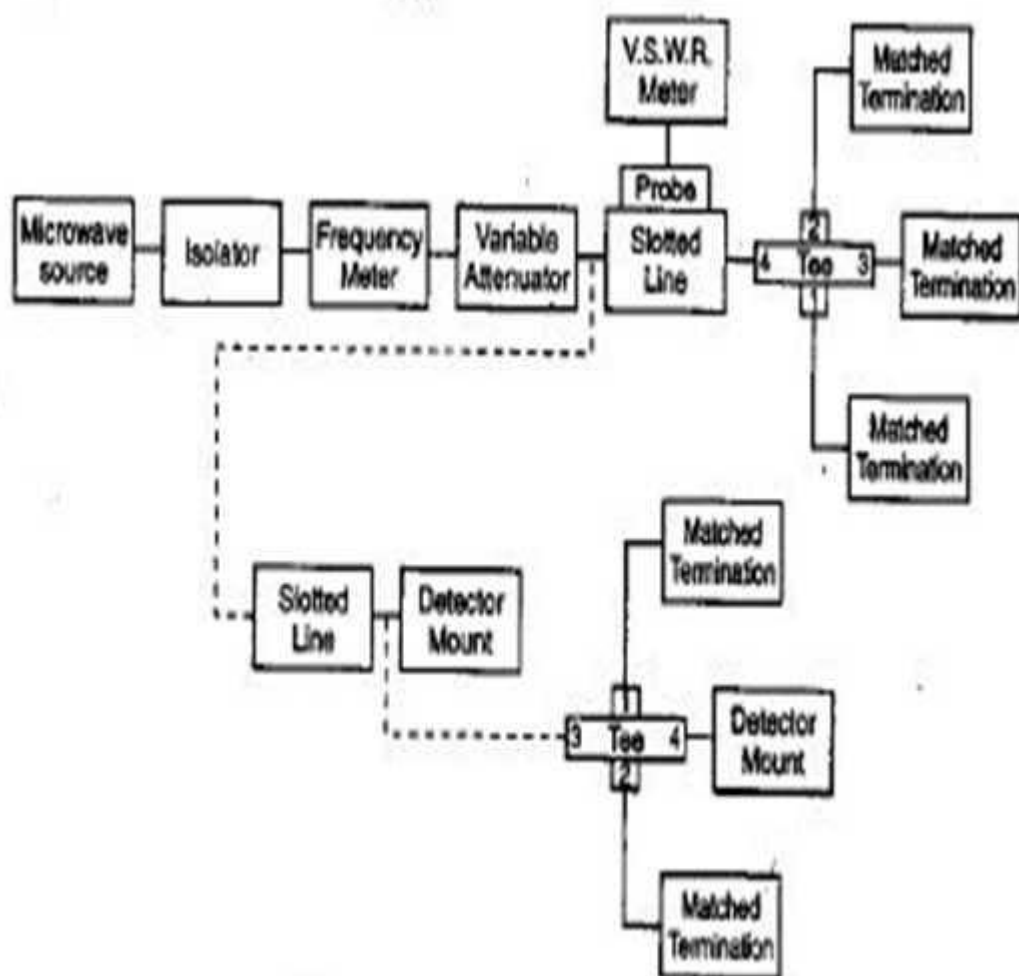 V.S.W.R.
Meter
Matched
Termination
Probe
Microwave
source
Isolator
Frequency
Meter
Variable
Attenuator
Slotted
Line
2
4 Tee 3
1
Matched
Termination
Matched
Termination
Matched
Termination
Slotted
Line
Detector
Mount
1
3 Tee 4
2
Detector
Mount
Matched
Termination